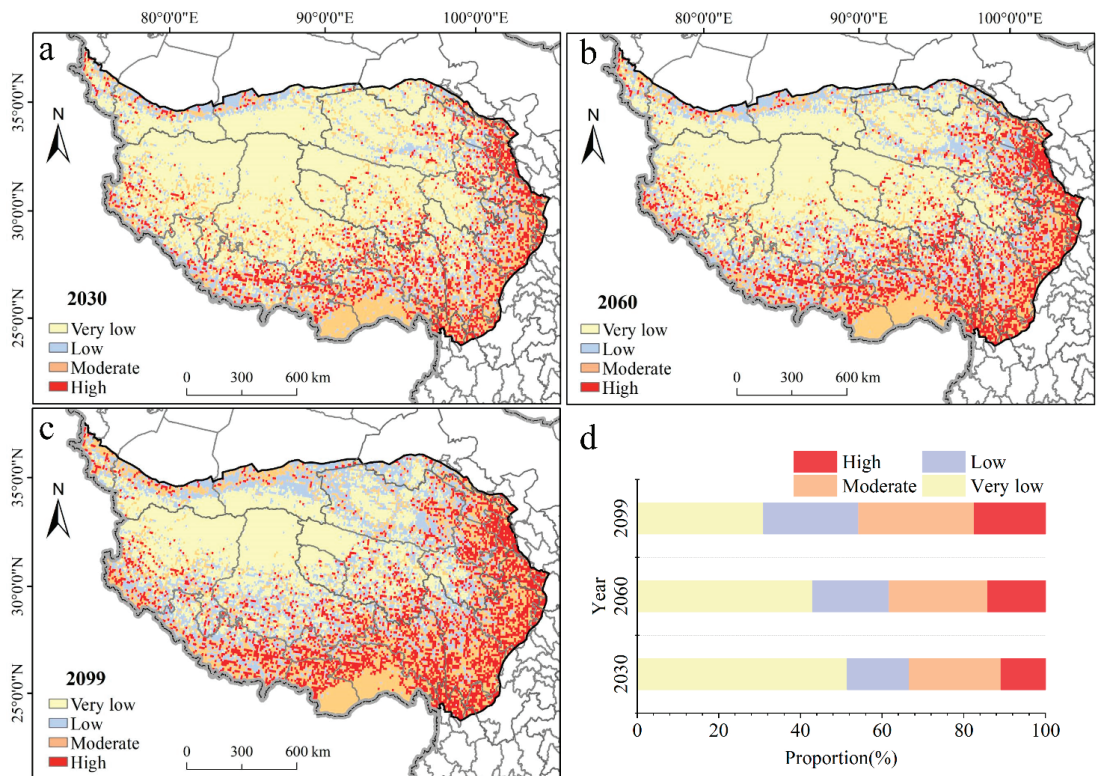 80°0'0"E 90°0'0"E 100°0'0"E 80°0'0"E 90°0'0"E 100°0'0"E
a
35°0'0"N
30°0'0"N
25°0'0"N
N
2030
Very low
Low
Moderate
High
0 300 600 km
b
N
2060
Very low
Low
Moderate
High
0 300 600 km
c
35°0'0"N
30°0'0"N
25°0'0"N
N
2099
Very low
Low
Moderate
High
0 300 600 km
d
High Low
Moderate Very low
Year
2099
2060
2030
0 20 40 60 80 100
Proportion(%)